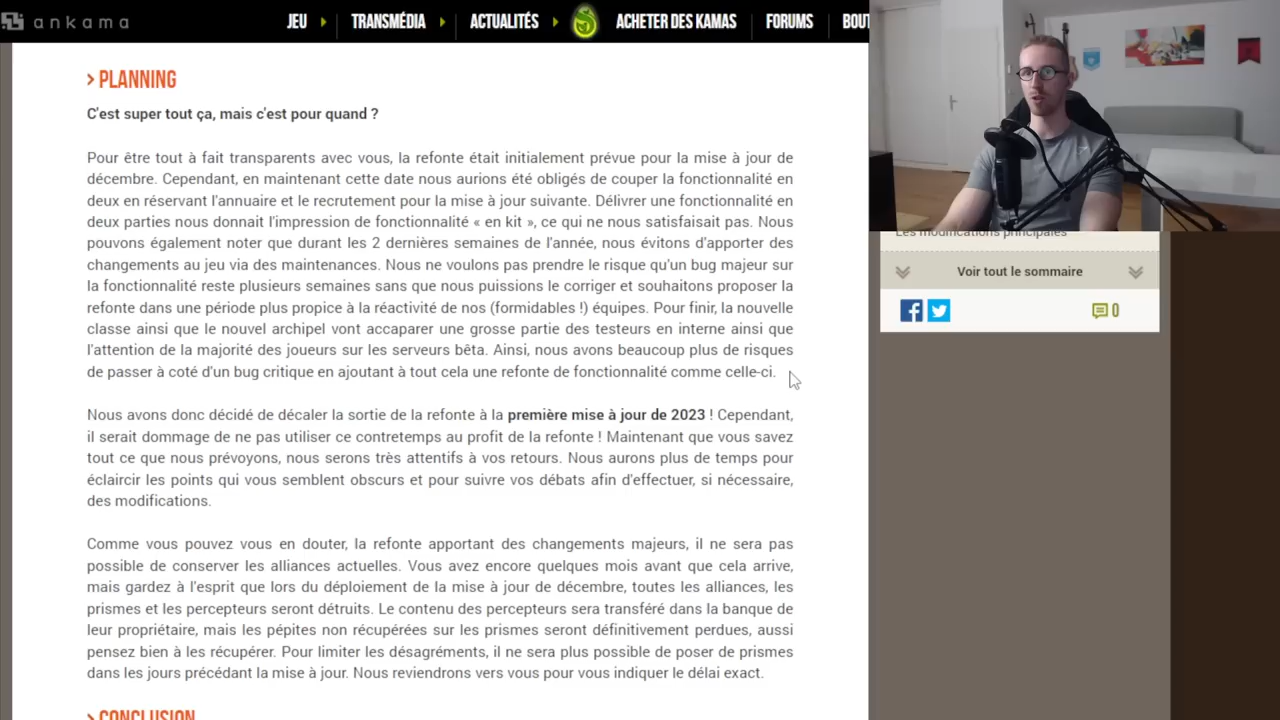 ankama
JEU
TRANSMÉDIA
ACTUALITÉS
ACHETER DES KAMAS
FORUMS
BOUT
> PLANNING
C'est super tout ça, mais c'est pour quand ?
Pour être tout à fait transparents avec vous, la refonte était initialement prévue pour la mise à jour de
décembre. Cependant, en maintenant cette date nous aurions été obligés de couper la fonctionnalité en
deux en réservant l'annuaire et le recrutement pour la mise à jour suivante. Délivrer une fonctionnalité en
deux parties nous donnait l'impression de fonctionnalité « en kit », ce qui ne nous satisfaisait pas. Nous
pouvons également noter que durant les 2 dernières semaines de l'année, nous évitons d'apporter des
changements au jeu via des maintenances. Nous ne voulons pas prendre le risque qu'un bug majeur sur
la fonctionnalité reste plusieurs semaines sans que nous puissions le corriger et souhaitons proposer la
refonte dans une période plus propice à la réactivité de nos (formidables !) équipes. Pour finir, la nouvelle
classe ainsi que le nouvel archipel vont accaparer une grosse partie des testeurs en interne ainsi que
l'attention de la majorité des joueurs sur les serveurs bêta. Ainsi, nous avons beaucoup plus de risques
de passer à coté d'un bug critique en ajoutant à tout cela une refonte de fonctionnalité comme celle-ci.
Nous avons donc décidé de décaler la sortie de la refonte à la première mise à jour de 2023 ! Cependant,
il serait dommage de ne pas utiliser ce contretemps au profit de la refonte ! Maintenant que vous savez
tout ce que nous prévoyons, nous serons très attentifs à vos retours. Nous aurons plus de temps pour
éclaircir les points qui vous semblent obscurs et pour suivre vos débats afin d'effectuer, si nécessaire,
des modifications.
Comme vous pouvez vous en douter, la refonte apportant des changements majeurs, il ne sera pas
possible de conserver les alliances actuelles. Vous avez encore quelques mois avant que cela arrive,
mais gardez à l'esprit que lors du déploiement de la mise à jour de décembre, toutes les alliances, les
prismes et les percepteurs seront détruits. Le contenu des percepteurs sera transféré dans la banque de
leur propriétaire, mais les pépites non récupérées sur les prismes seront définitivement perdues, aussi
pensez bien à les récupérer. Pour limiter les désagréments, il ne sera plus possible de poser de prismes
dans les jours précédant la mise à jour. Nous reviendrons vers vous pour vous indiquer le délai exact.
> CONCLUSION
Les modifications principales
Voir tout le sommaire
0